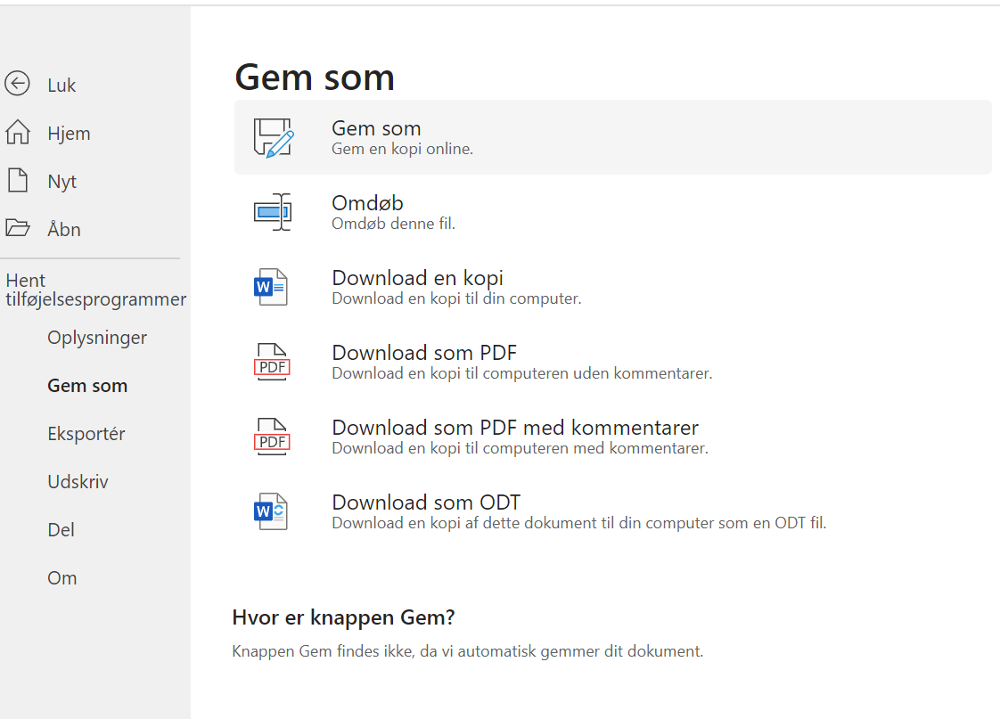 Luk
Hjem
Nyt
Åbn
Hent
tilføjelsesprogrammer
Oplysninger
Gem som
Eksportér
Udskriv
Del
Om
Gem som
Gem som
Gem en kopi online.
Omdøb
Omdøb denne fil.
W
Download en kopi
Download en kopi til din computer.
PDF
Download som PDF
Download en kopi til computeren uden kommentarer.
PDF
Download som PDF med kommentarer
Download en kopi til computeren med kommentarer.
W
Download som ODT
Download en kopi af dette dokument til din computer som en ODT fil.
Hvor er knappen Gem?
Knappen Gem findes ikke, da vi automatisk gemmer dit dokument.